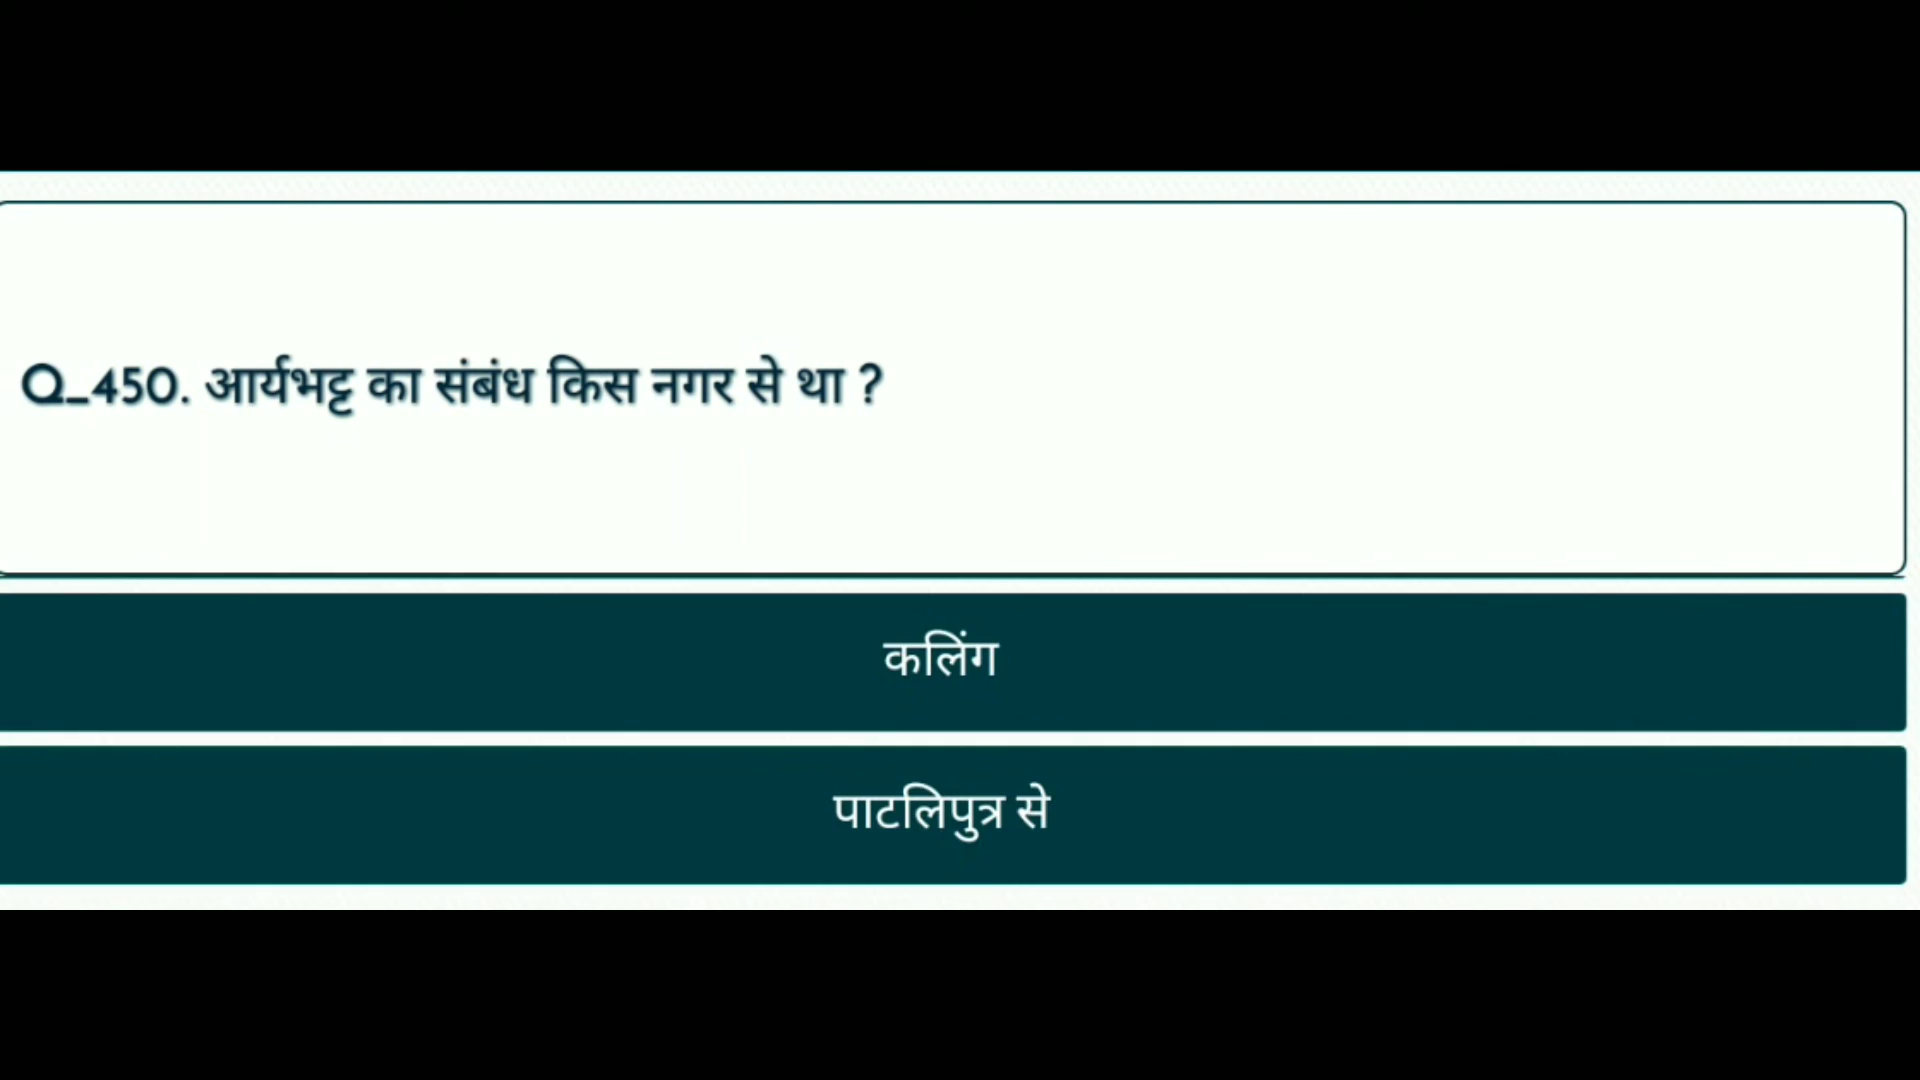 Q_450. आर्यभट्ट का संबंध किस नगर से था ?
कलिंग
पाटलिपुत्र से